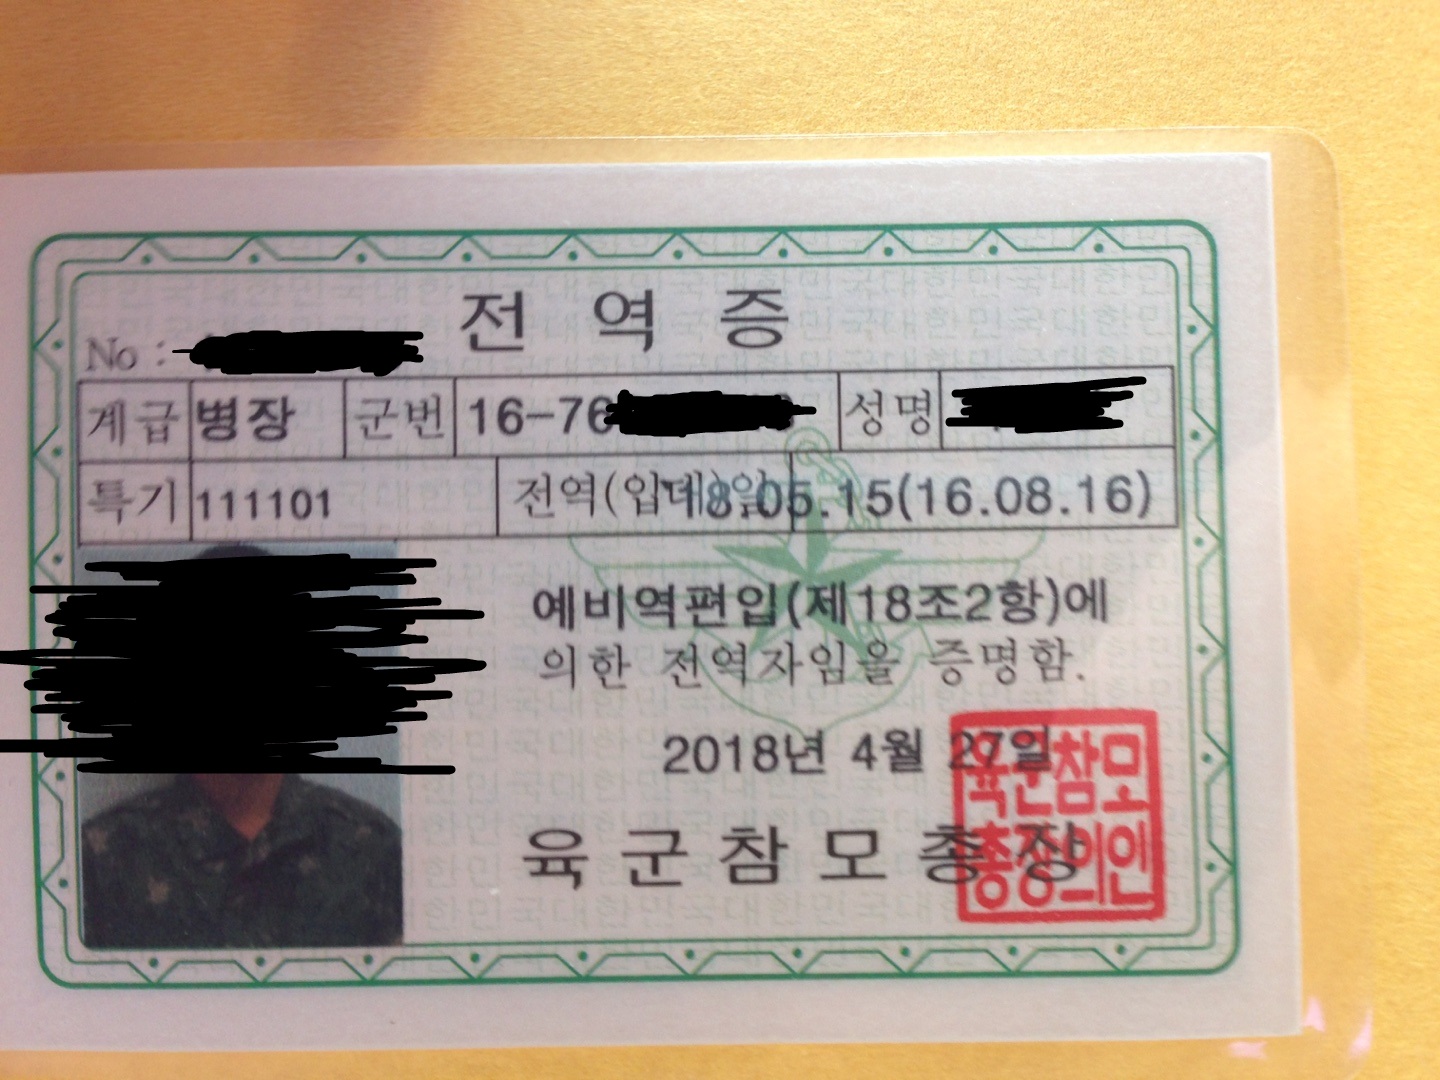 전 역 증
No :
계급 병장 군번 16-76 성명
특기 111101 전역(입대)일 18.05.15(16.08.16)
예비역편입(제18조2항)에
의한 전역자임을 증명함.
2018년 4월 27일
육 군 참 모 총 장
육군참모
총장의인